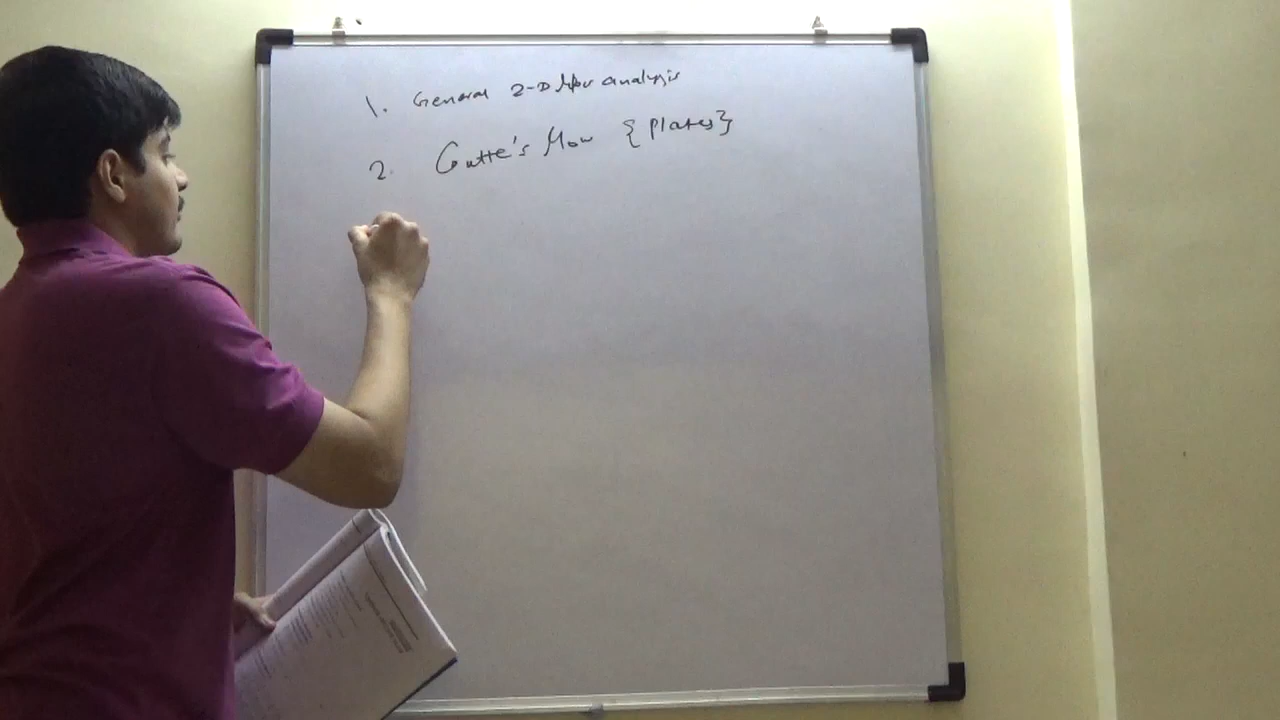 1. General 2-D flow analysis
2. Coutte's flow {Plates}